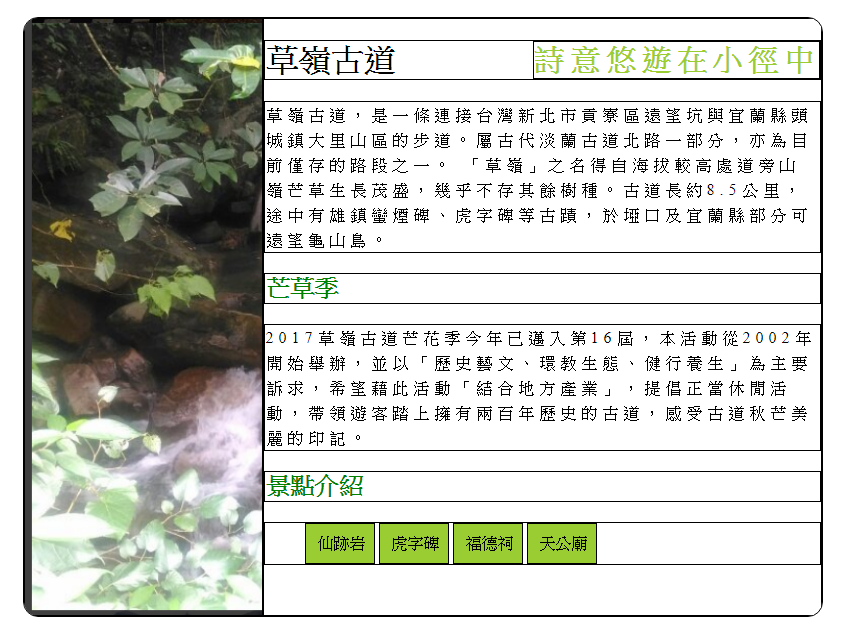 草嶺古道 詩意悠遊在小徑中
草嶺古道，是一條連接台灣新北市貢寮區遠望坑與宜蘭縣頭
城鎮大里山區的步道。屬古代淡蘭古道北路一部分，亦為目
前僅存的路段之一。 「草嶺」之名得自海拔較高處道旁山
嶺芒草生長茂盛，幾乎不存其餘樹種。古道長約8.5公里，
途中有雄鎮蠻煙碑、虎字碑等古蹟，於埡口及宜蘭縣部分可
遠望龜山島。
芒草季
2017草嶺古道芒花季今年已邁入第16屆，本活動從2002年
開始舉辦，並以「歷史藝文、環教生態、健行養生」為主要
訴求，希望藉此活動「結合地方產業」，提倡正當休閒活
動，帶領遊客踏上擁有兩百年歷史的古道，感受古道秋芒美
麗的印記。
景點介紹
仙跡岩 虎字碑 福德祠 天公廟